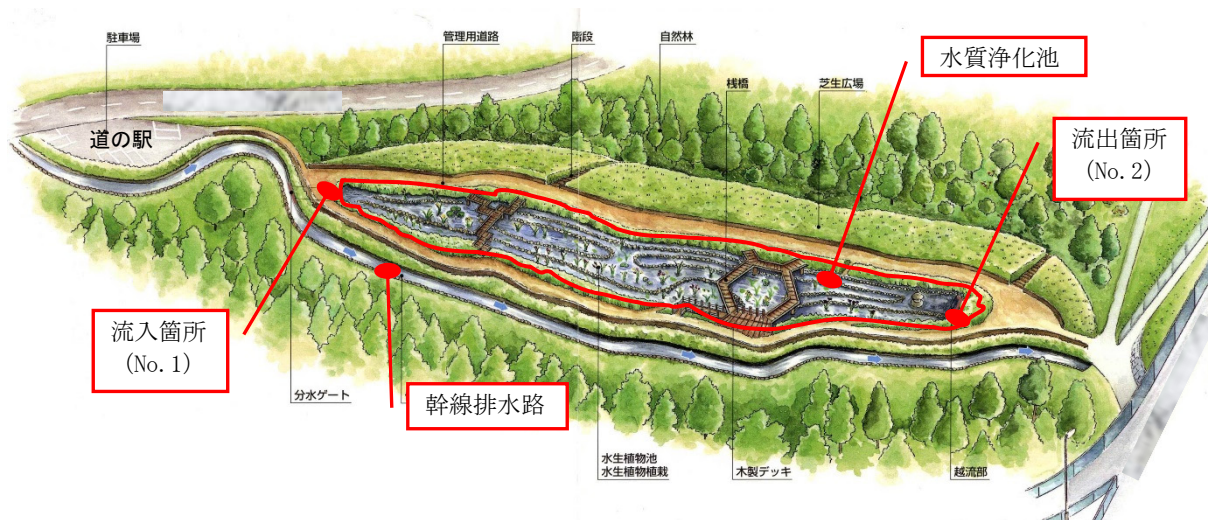 駐車場
管理用道路
階段
自然林
水質浄化池
桟橋
芝生広場
道の駅
流出箇所
(No.2)
流入箇所
(No.1)
分水ゲート
幹線排水路
水生植物池
水生植物植栽
木製デッキ
越流部